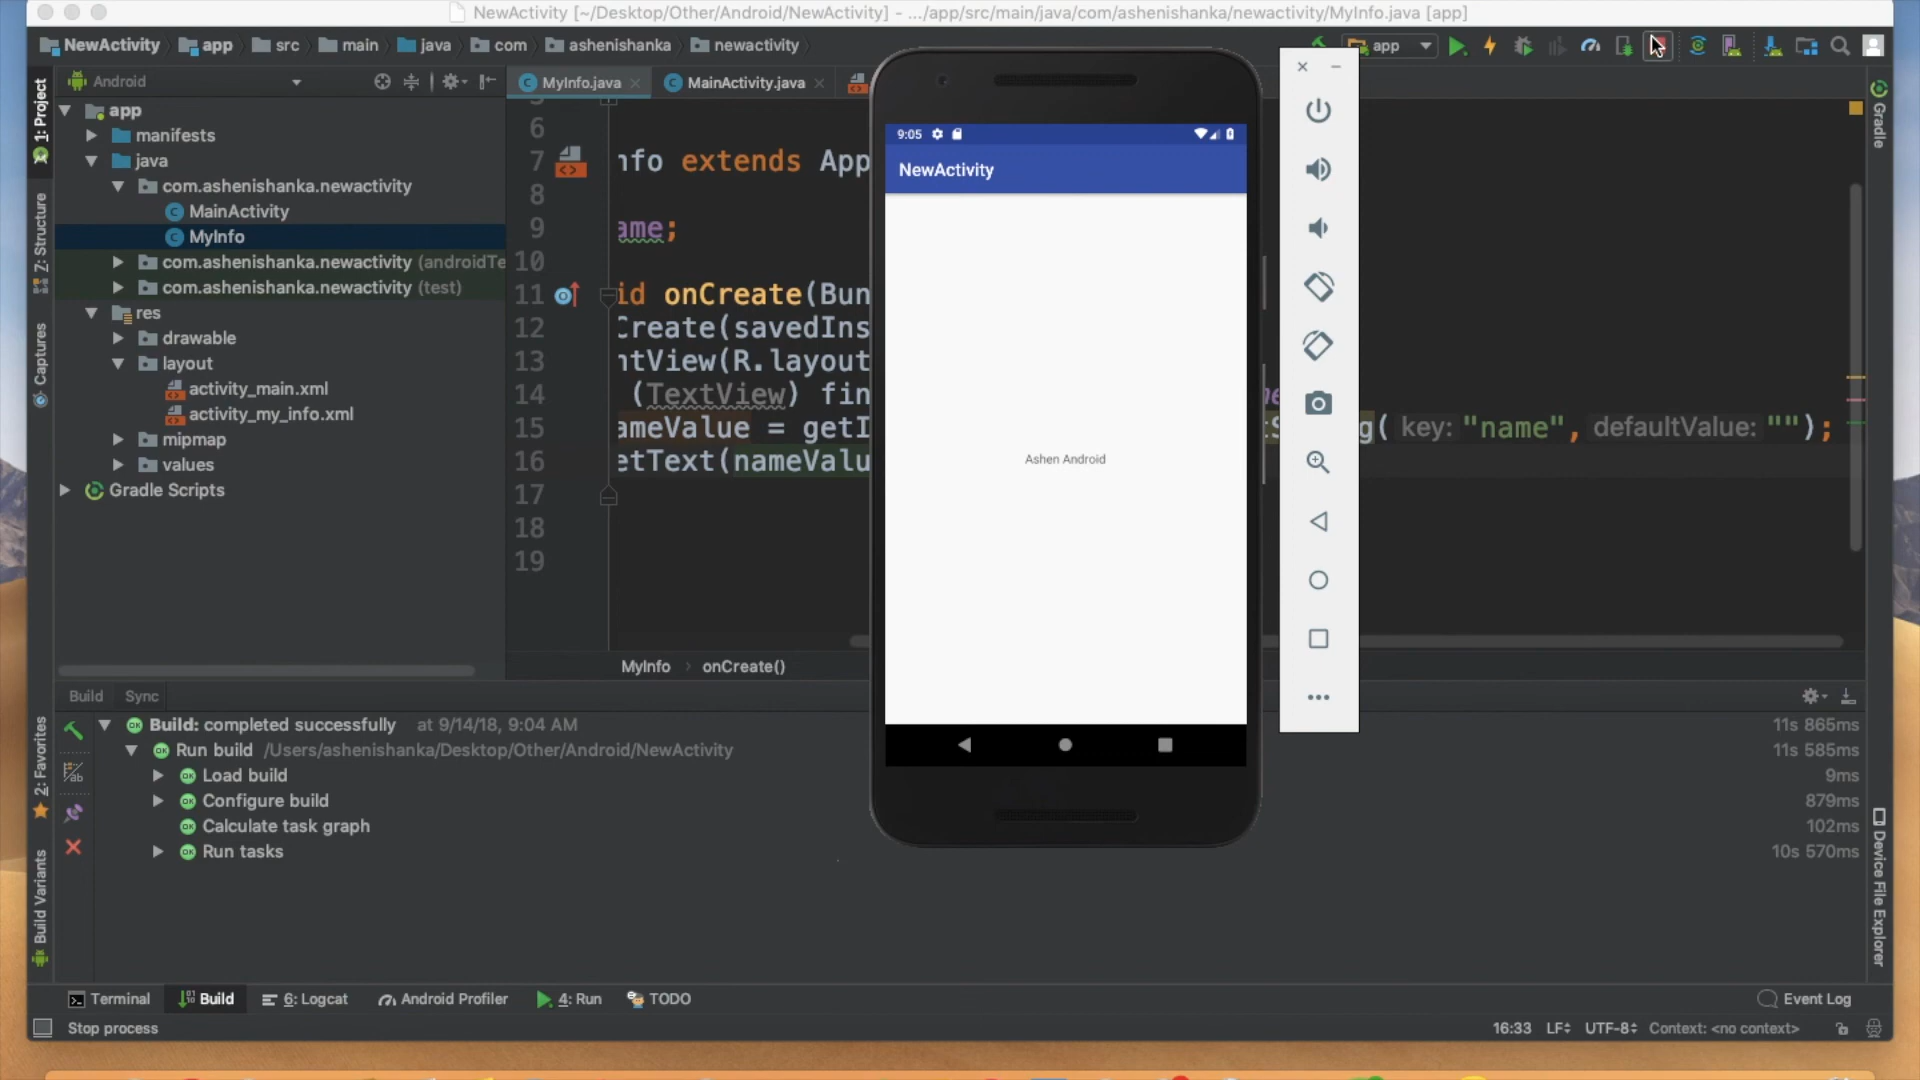 NewActivity [~/Desktop/Other/Android/NewActivity] - .../app/src/main/java/com/ashenishanka/newactivity/MyInfo.java [app]
NewActivity app src main java com ashenishanka newactivity app
Android
MyInfo.java MainActivity.java
1: Project
Z: Structure
Captures
2: Favorites
Build Variants
app
manifests
java
com.ashenishanka.newactivity
MainActivity
MyInfo
com.ashenishanka.newactivity (androidTe
com.ashenishanka.newactivity (test)
res
drawable
layout
activity_main.xml
activity_my_info.xml
mipmap
values
Gradle Scripts
6
7 nfo extends App
8
9 ame;
10
11 id onCreate(Bun
12 Create(savedIns
13 ntView(R.layout
14 (TextView) fin
15 ameValue = getI g( key: "name", defaultValue: "");
16 etText(nameValu
17
18
19
MyInfo onCreate()
9:05
NewActivity
Ashen Android
Gradle
Device File Explorer
Build Sync
Build: completed successfully at 9/14/18, 9:04 AM 11s 865ms
Run build /Users/ashenishanka/Desktop/Other/Android/NewActivity 11s 585ms
Load build 9ms
Configure build 879ms
Calculate task graph 102ms
Run tasks 10s 570ms
Terminal Build 6: Logcat Android Profiler 4: Run TODO Event Log
Stop process 16:33 LF UTF-8 Context: <no context>